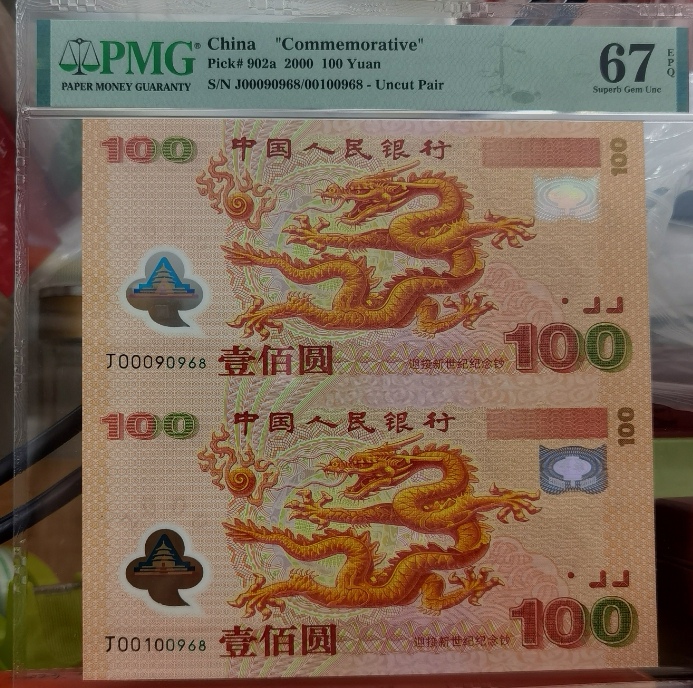 PMG® China "Commemorative"
PAPER MONEY GUARANTY
Pick# 902a 2000 100 Yuan
S/N J00090968/00100968 - Uncut Pair
67 EPQ
Superb Gem Unc
100 中国人民银行 100
J00090968 壹佰圆 迎接新世纪纪念钞 100
100 中国人民银行 100
J00100968 壹佰圆 迎接新世纪纪念钞 100